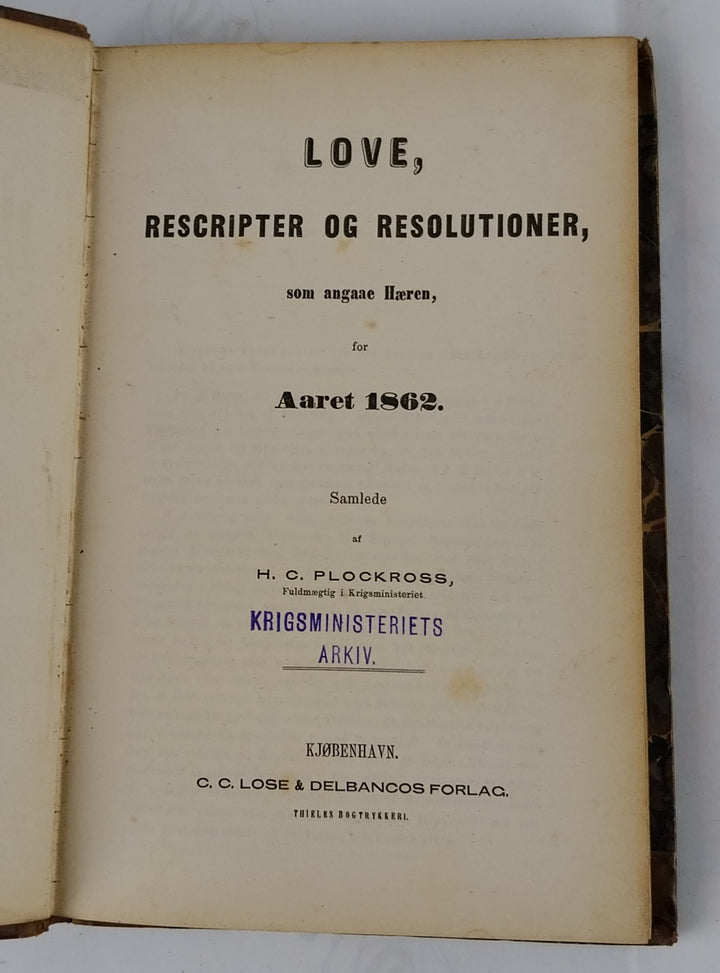 LOVE,
RESCRIPTER OG RESOLUTIONER,
som angaae Hæren,
for
Aaret 1862.
Samlede
af
H. C. PLOCKROSS,
Fuldmægtig i Krigsministeriet.
KRIGSMINISTERIETS
ARKIV.
KJØBENHAVN.
C. C. LOSE & DELBANCOS FORLAG.
THIELES BOGTRYKKERI.